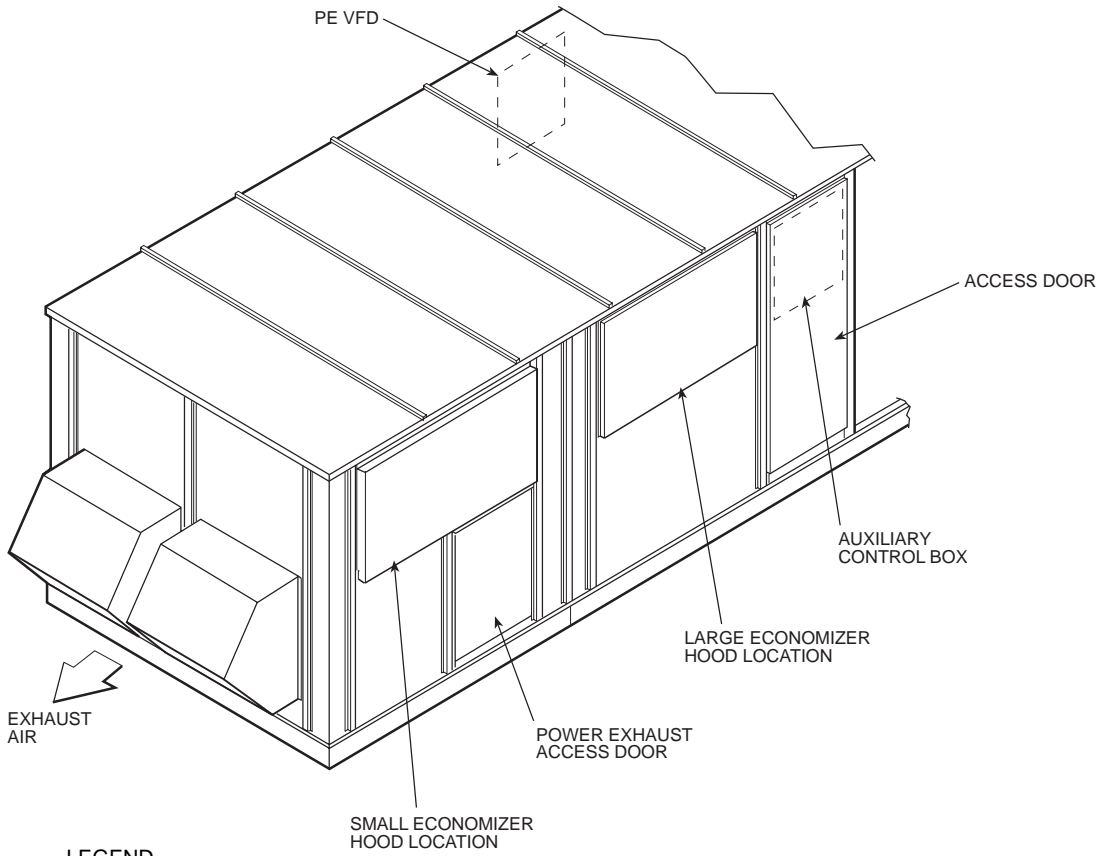 PE VFD
ACCESS DOOR
AUXILIARY
CONTROL BOX
LARGE ECONOMIZER
HOOD LOCATION
EXHAUST
AIR
POWER EXHAUST
ACCESS DOOR
SMALL ECONOMIZER
HOOD LOCATION
LEGEND